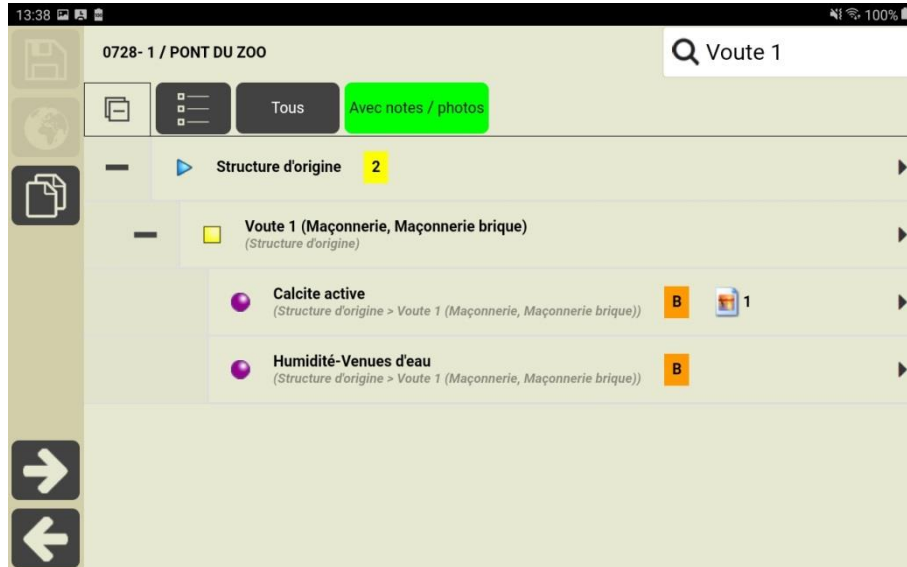 13:38 100%
0728- 1 / PONT DU ZOO
Voute 1
Tous
Avec notes / photos
Structure d'origine 2
Voute 1 (Maçonnerie, Maçonnerie brique)
(Structure d'origine)
Calcite active
(Structure d'origine > Voute 1 (Maçonnerie, Maçonnerie brique))
B 1
Humidité-Venues d'eau
(Structure d'origine > Voute 1 (Maçonnerie, Maçonnerie brique))
B